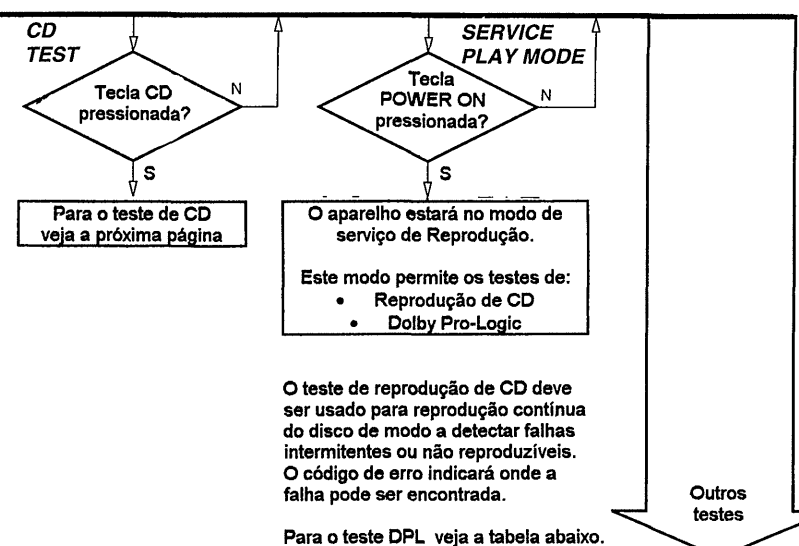 CD
TEST
Tecla CD
pressionada?
N
S
Para o teste de CD
veja a próxima página
SERVICE
PLAY MODE
Tecla
POWER ON
pressionada?
N
S
O aparelho estará no modo de
serviço de Reprodução.
Este modo permite os testes de:
• Reprodução de CD
• Dolby Pro-Logic
O teste de reprodução de CD deve
ser usado para reprodução contínua
do disco de modo a detectar falhas
intermitentes ou não reproduzíveis.
O código de erro indicará onde a
falha pode ser encontrada.
Para o teste DPL veja a tabela abaixo.
Outros
testes